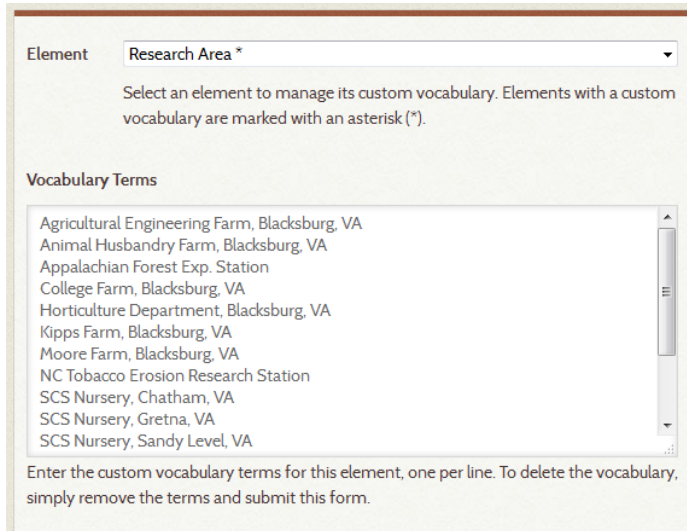 Element
Research Area *
Select an element to manage its custom vocabulary. Elements with a custom
vocabulary are marked with an asterisk (*).
Vocabulary Terms
Agricultural Engineering Farm, Blacksburg, VA
Animal Husbandry Farm, Blacksburg, VA
Appalachian Forest Exp. Station
College Farm, Blacksburg, VA
Horticulture Department, Blacksburg, VA
Kipps Farm, Blacksburg, VA
Moore Farm, Blacksburg, VA
NC Tobacco Erosion Research Station
SCS Nursery, Chatham, VA
SCS Nursery, Gretna, VA
SCS Nursery, Sandy Level, VA
Enter the custom vocabulary terms for this element, one per line. To delete the vocabulary,
simply remove the terms and submit this form.